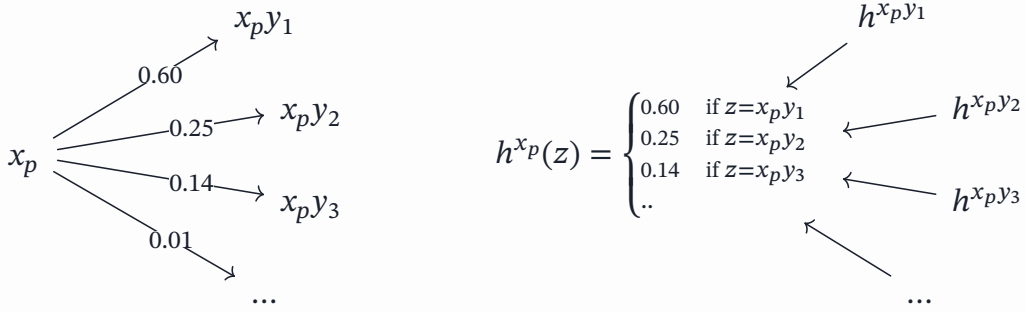 x_p y_1
0.60
x_p y_2
0.25
x_p
0.14
x_p y_3
0.01
...
h^{x_p y_1}
h^{x_p y_2}
h^{x_p}(z) = {
0.60 if z=x_p y_1
0.25 if z=x_p y_2
0.14 if z=x_p y_3
..
h^{x_p y_3}
...